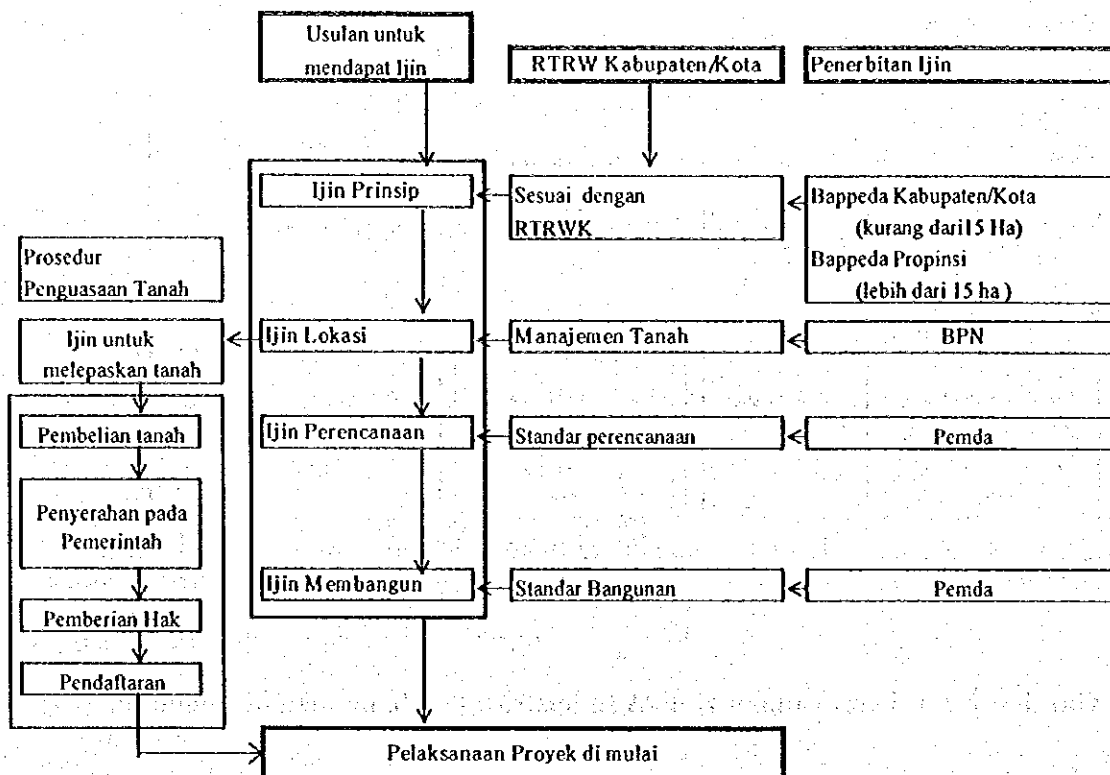 Usulan untuk
mendapat Ijin
RTRW Kabupaten/Kota
Penerbitan Ijin
Ijin Prinsip
Sesuai dengan
RTRWK
Bappeda Kabupaten/Kota
(kurang dari15 Ha)
Bappeda Propinsi
(lebih dari 15 ha )
Prosedur
Penguasaan Tanah
Ijin untuk
melepaskan tanah
Ijin Lokasi
Manajemen Tanah
BPN
Pembelian tanah
Ijin Perencanaan
Standar perencanaan
Pemda
Penyerahan pada
Pemerintah
Ijin Membangun
Standar Bangunan
Pemda
Pemberian Hak
Pendaftaran
Pelaksanaan Proyek di mulai